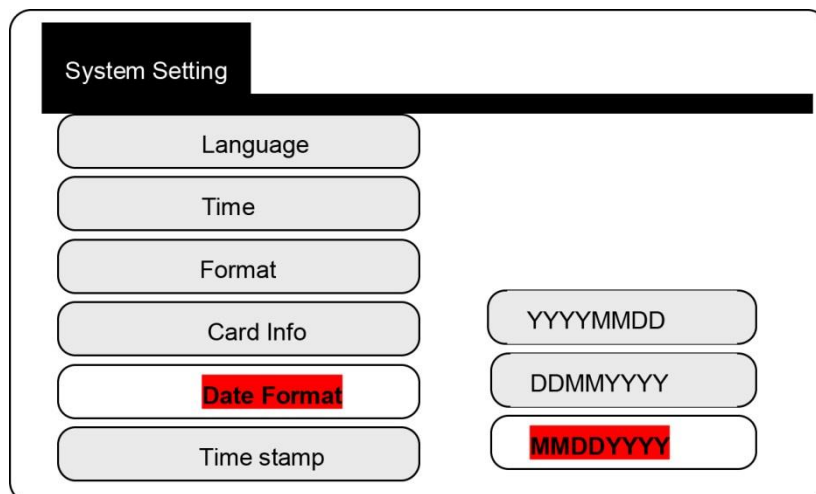 System Setting
Language
Time
Format
Card Info
Date Format
Time stamp
YYYYMMDD
DDMMYYYY
MMDDYYYY